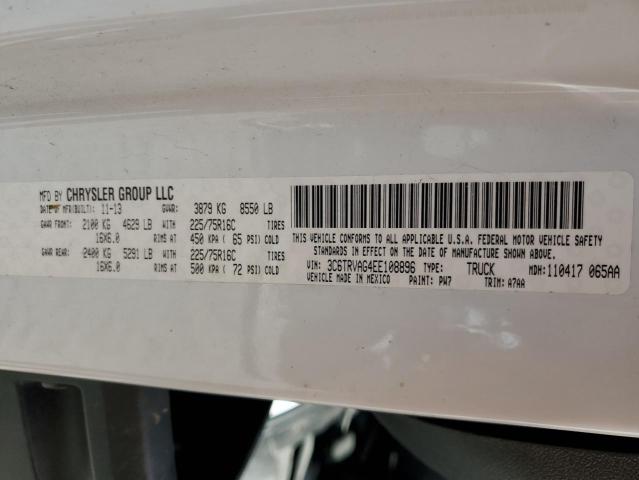 MFD BY CHRYSLER GROUP LLC
DATE OF MFR(BUILT): 11-13 GVWR: 3879 KG 8550 LB
GAWR FRONT: 2100 KG 4629 LB 225/75R16C TIRES
16X6.0 RIMS AT 450 KPA ( 65 PSI) COLD
GAWR REAR: 2400 KG 5291 LB 225/75R16C TIRES
16X6.0 RIMS AT 500 KPA ( 72 PSI) COLD
THIS VEHICLE CONFORMS TO ALL APPLICABLE U.S.A. FEDERAL MOTOR VEHICLE SAFETY
STANDARDS IN EFFECT ON THE DATE OF MANUFACTURE SHOWN ABOVE.
VIN: 3C6TRVAG4EE108896 TYPE: TRUCK MDH: 110417 065AA
VEHICLE MADE IN MEXICO PAINT: PW7 TRIM: A7AA